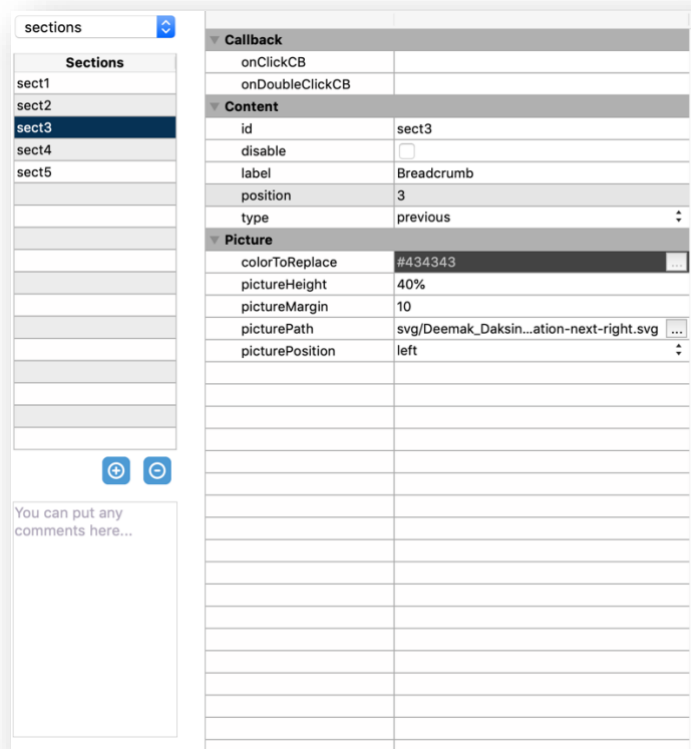 sections
Sections
sect1
sect2
sect3
sect4
sect5
You can put any
comments here...
Callback
onClickCB
onDoubleClickCB
Content
id sect3
disable
label Breadcrumb
position 3
type previous
Picture
colorToReplace #434343 ...
pictureHeight 40%
pictureMargin 10
picturePath svg/Deemak_Daksin...ation-next-right.svg ...
picturePosition left